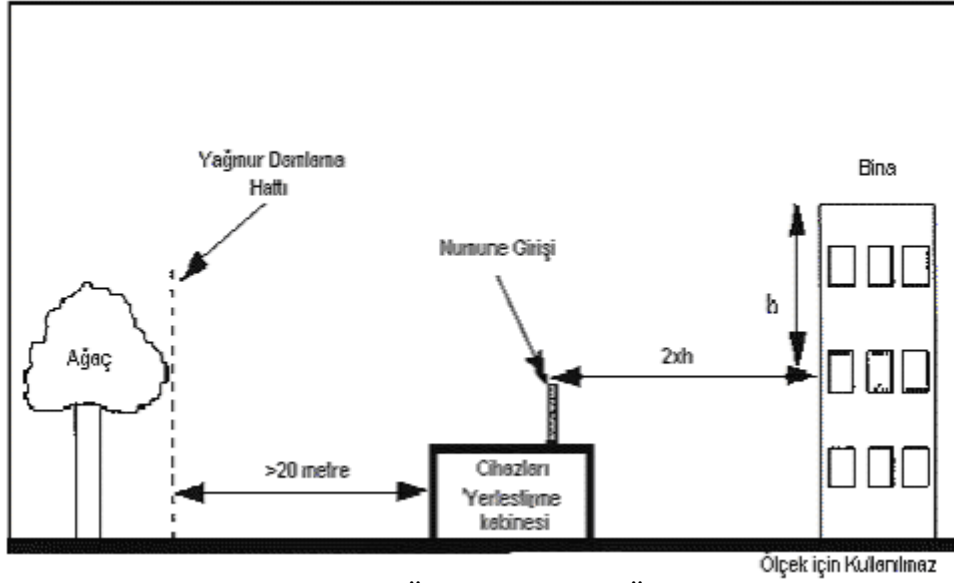 Yağmur Damlama
Hattı
Bina
Numune Girişi
h
Ağaç
2xh
>20 metre
Cihazları
Yerleştirme
kabinesi
Ölçek için Kullanılmaz